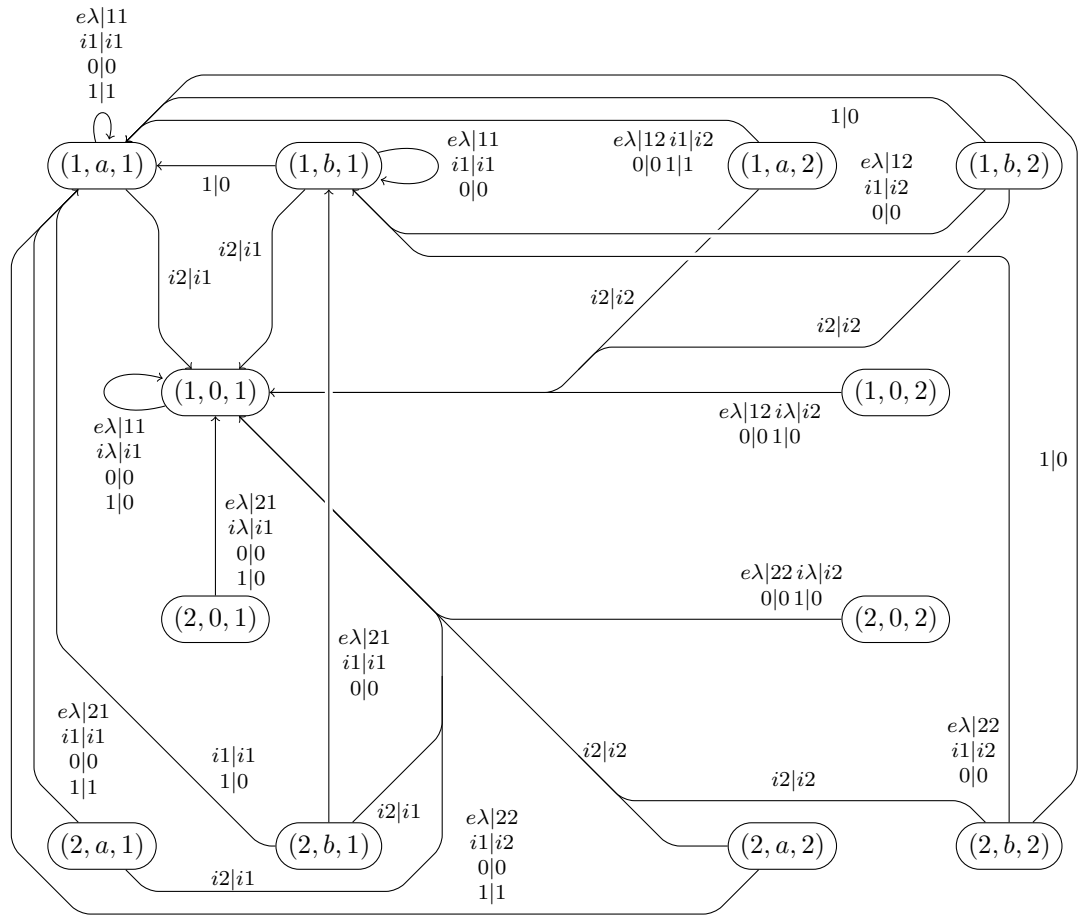 eλ|11
i1|i1
0|0
1|1
1|0
(1, a, 1)
(1, b, 1)
(1, a, 2)
(1, b, 2)
1|0
eλ|11
i1|i1
0|0
eλ|12 i1|i2
0|0 1|1
eλ|12
i1|i2
0|0
i2|i1
i2|i1
i2|i2
i2|i2
(1, 0, 1)
(1, 0, 2)
eλ|11
iλ|i1
0|0
1|0
eλ|12 iλ|i2
0|0 1|0
1|0
eλ|21
iλ|i1
0|0
1|0
eλ|22 iλ|i2
0|0 1|0
(2, 0, 1)
(2, 0, 2)
eλ|21
i1|i1
0|0
eλ|21
i1|i1
0|0
1|1
i1|i1
1|0
i2|i2
i2|i2
eλ|22
i1|i2
0|0
i2|i1
eλ|22
i1|i2
0|0
1|1
(2, a, 1)
(2, b, 1)
(2, a, 2)
(2, b, 2)
i2|i1